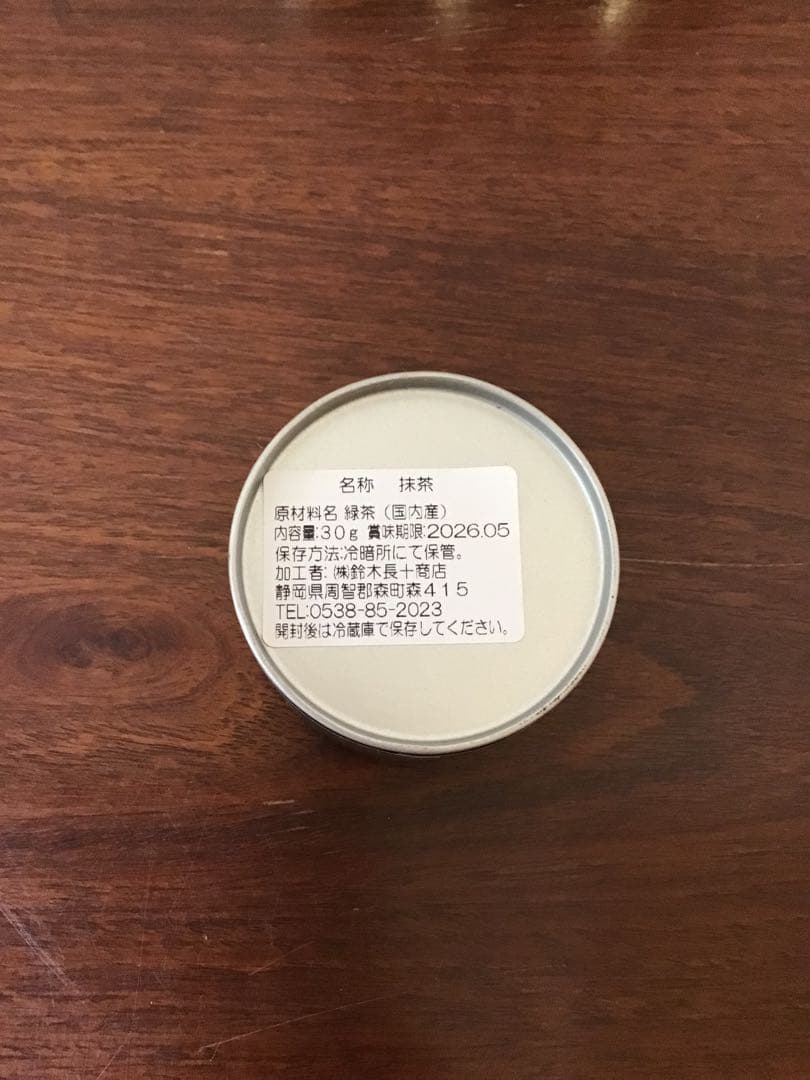 名称　抹茶
原材料名 緑茶（国内産）
内容量:３０ｇ 賞味期限:2026.05
保存方法:冷暗所にて保管。
加工者: ㈱鈴木長十商店
静岡県周智郡森町森４１５
TEL:0538-85-2023
開封後は冷蔵庫で保存してください。